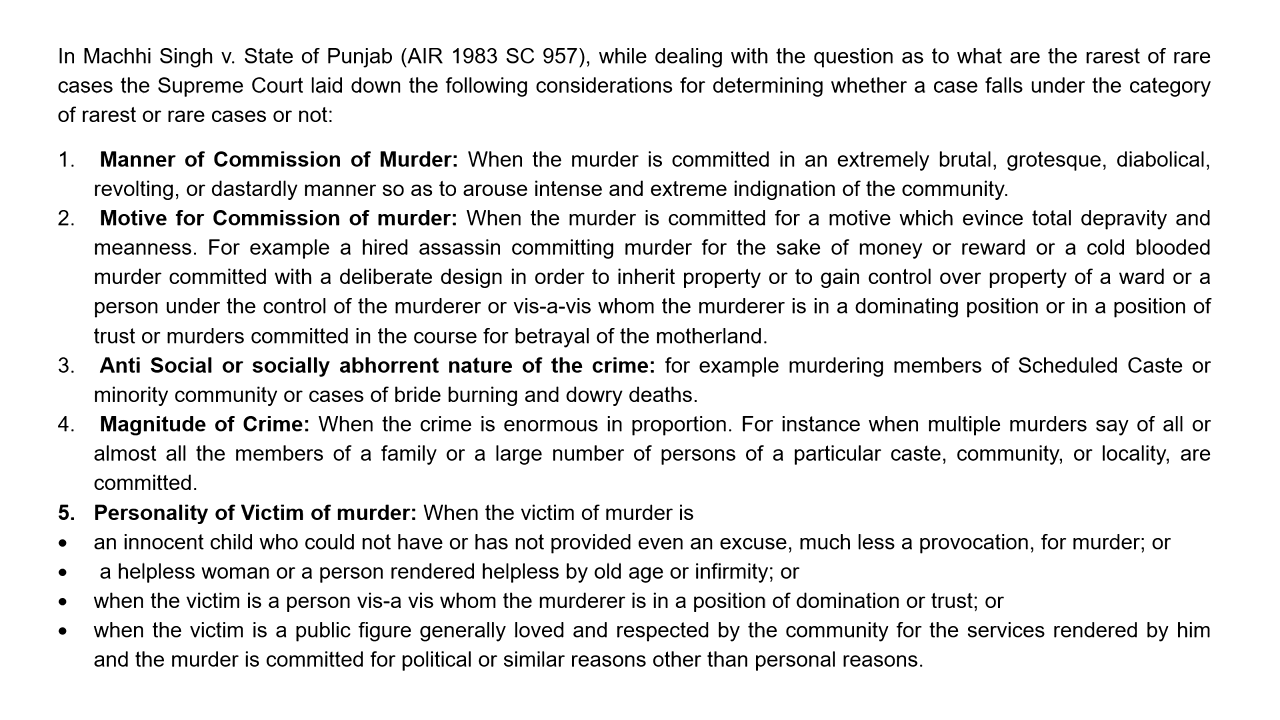 In Machhi Singh v. State of Punjab (AIR 1983 SC 957), while dealing with the question as to what are the rarest of rare
cases the Supreme Court laid down the following considerations for determining whether a case falls under the category
of rarest or rare cases or not:
1. Manner of Commission of Murder: When the murder is committed in an extremely brutal, grotesque, diabolical,
revolting, or dastardly manner so as to arouse intense and extreme indignation of the community.
2. Motive for Commission of murder: When the murder is committed for a motive which evince total depravity and
meanness. For example a hired assassin committing murder for the sake of money or reward or a cold blooded
murder committed with a deliberate design in order to inherit property or to gain control over property of a ward or a
person under the control of the murderer or vis-a-vis whom the murderer is in a dominating position or in a position of
trust or murders committed in the course for betrayal of the motherland.
3. Anti Social or socially abhorrent nature of the crime: for example murdering members of Scheduled Caste or
minority community or cases of bride burning and dowry deaths.
4. Magnitude of Crime: When the crime is enormous in proportion. For instance when multiple murders say of all or
almost all the members of a family or a large number of persons of a particular caste, community, or locality, are
committed.
5. Personality of Victim of murder: When the victim of murder is
• an innocent child who could not have or has not provided even an excuse, much less a provocation, for murder; or
• a helpless woman or a person rendered helpless by old age or infirmity; or
• when the victim is a person vis-a vis whom the murderer is in a position of domination or trust; or
• when the victim is a public figure generally loved and respected by the community for the services rendered by him
and the murder is committed for political or similar reasons other than personal reasons.